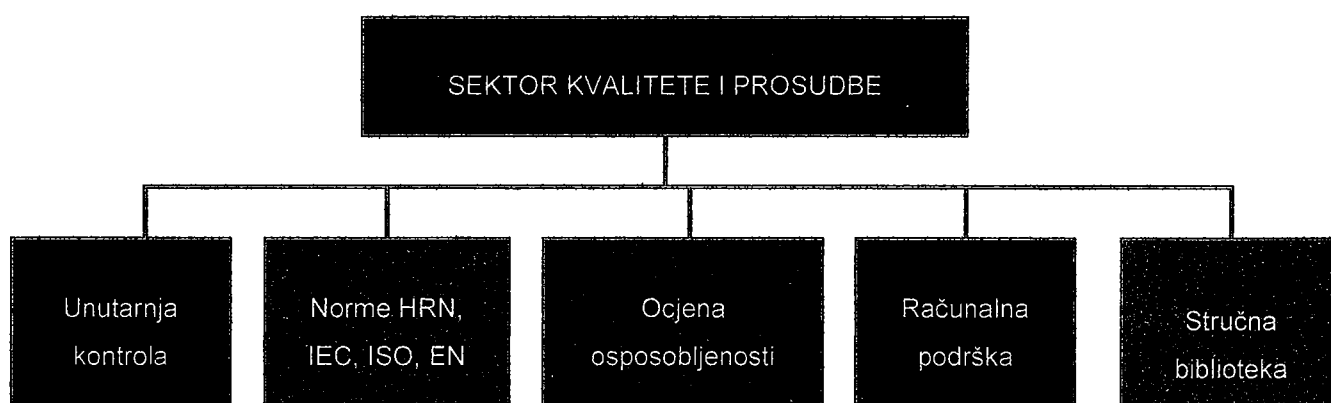 SEKTOR KVALITETE I PROSUDBE
Unutarnja
kontrola
Norme HRN,
IEC, ISO, EN
Ocjena
osposobljenosti
Računalna
podrška
Stručna
biblioteka